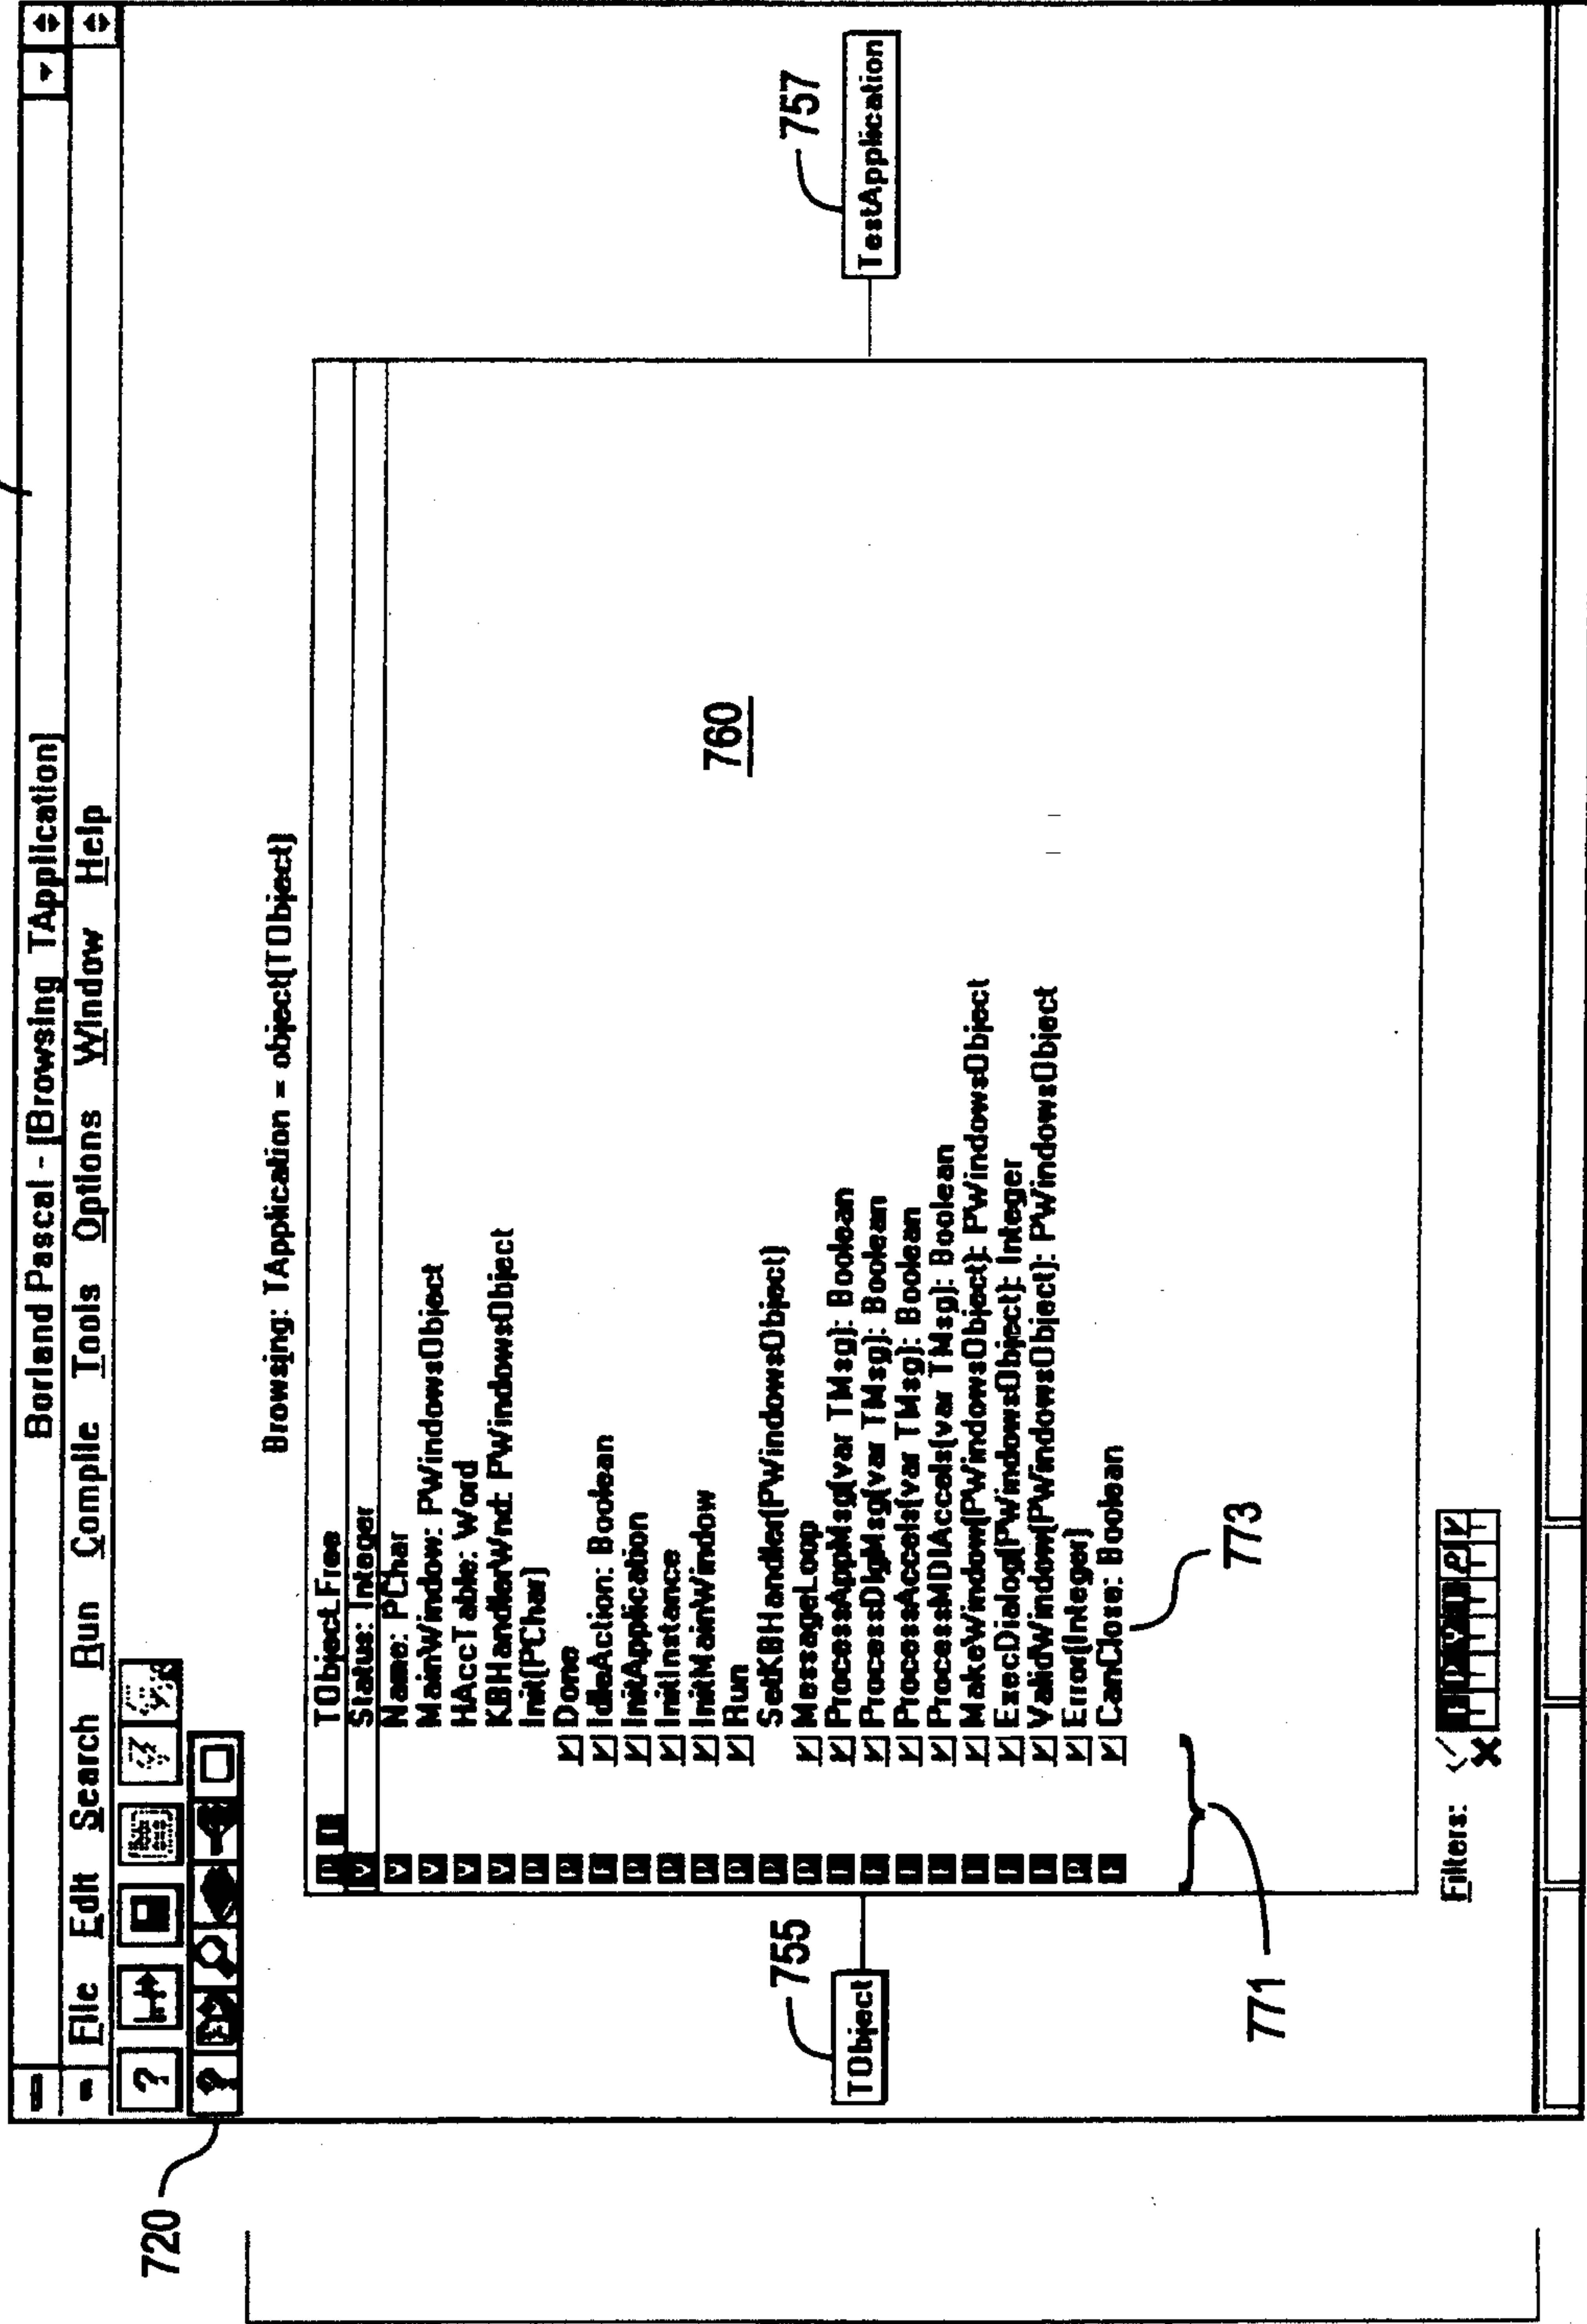 Borland Pascal - [Browsing TApplication]
File Edit Search Run Compile Tools Options Window Help
?
?
720
Browsing: TApplication = object(TObject)
TObject.Free
V Status: Integer
V Name: PChar
V MainWindow: PWindowsObject
V HAccTable: Word
V KBHandlerWnd: PWindowsObject
P Init(PChar)
P V Done
F V IdleAction: Boolean
P V InitApplication
P V InitInstance
P V InitMainWindow
P V Run
P SetKBHandler(PWindowsObject)
P V MessageLoop
F V ProcessAppMsg(var TMsg): Boolean
F V ProcessDlgMsg(var TMsg): Boolean
F V ProcessAccels(var TMsg): Boolean
F V ProcessMDIAccels(var TMsg): Boolean
F V MakeWindow(PWindowsObject): PWindowsObject
F V ExecDialog(PWindowsObject): Integer
F V ValidWindow(PWindowsObject): PWindowsObject
P V Error(Integer)
F V CanClose: Boolean
755
TObject
760
757
TestApplication
771
773
Filters: